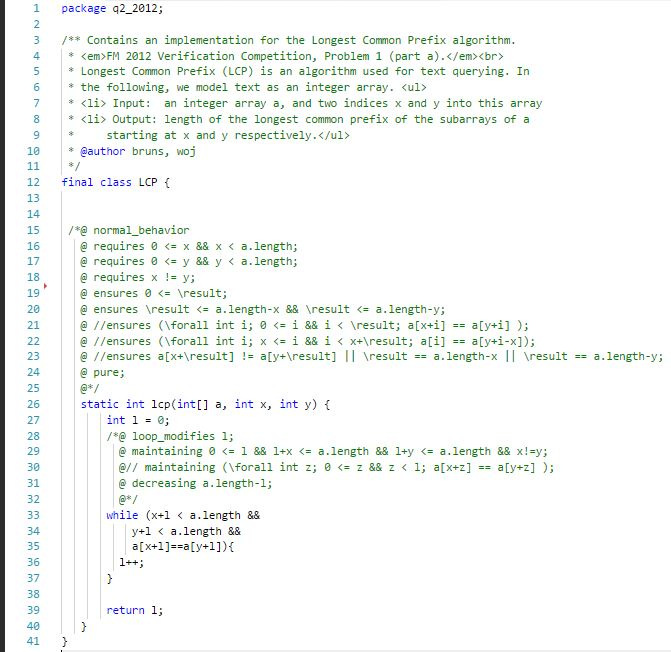 1 package q2_2012;
2
3 /** Contains an implementation for the Longest Common Prefix algorithm.
4 * <em>FM 2012 Verification Competition, Problem 1 (part a).</em><br>
5 * Longest Common Prefix (LCP) is an algorithm used for text querying. In
6 * the following, we model text as an integer array. <ul>
7 * <li> Input:  an integer array a, and two indices x and y into this array
8 * <li> Output: length of the longest common prefix of the subarrays of a
9 *      starting at x and y respectively.</ul>
10 * @author bruns, woj
11 */
12 final class LCP {
13
14
15 /*@ normal_behavior
16 @ requires 0 <= x && x < a.length;
17 @ requires 0 <= y && y < a.length;
18 @ requires x != y;
19 @ ensures 0 <= \result;
20 @ ensures \result <= a.length-x && \result <= a.length-y;
21 @ //ensures (\forall int i; 0 <= i && i < \result; a[x+i] == a[y+i] );
22 @ //ensures (\forall int i; x <= i && i < x+\result; a[i] == a[y+i-x]);
23 @ //ensures a[x+\result] != a[y+\result] || \result == a.length-x || \result == a.length-y;
24 @ pure;
25 @*/
26 static int lcp(int[] a, int x, int y) {
27 int l = 0;
28 /*@ loop_modifies l;
29 @ maintaining 0 <= l && l+x <= a.length && l+y <= a.length && x!=y;
30 @// maintaining (\forall int z; 0 <= z && z < l; a[x+z] == a[y+z] );
31 @ decreasing a.length-l;
32 @*/
33 while (x+l < a.length &&
34 y+l < a.length &&
35 a[x+l]==a[y+l]){
36 l++;
37 }
38
39 return l;
40 }
41 }